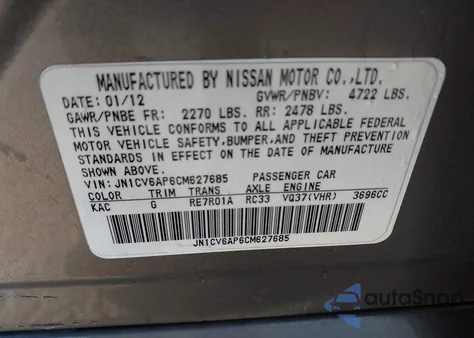 MANUFACTURED BY NISSAN MOTOR CO.,LTD.
DATE: 01/12 GVWR/PNBV: 4722 LBS.
GAWR/PNBE FR: 2270 LBS. RR: 2478 LBS.
THIS VEHICLE CONFORMS TO ALL APPLICABLE FEDERAL
MOTOR VEHICLE SAFETY,BUMPER,AND THEFT PREVENTION
STANDARDS IN EFFECT ON THE DATE OF MANUFACTURE
SHOWN ABOVE.
VIN: JN1CV6AP6CM627685 PASSENGER CAR
COLOR TRIM TRANS AXLE ENGINE
KAC G RE7R01A RC33 VQ37(VHR) 3696CC
JN1CV6AP6CM627685
autoSnap